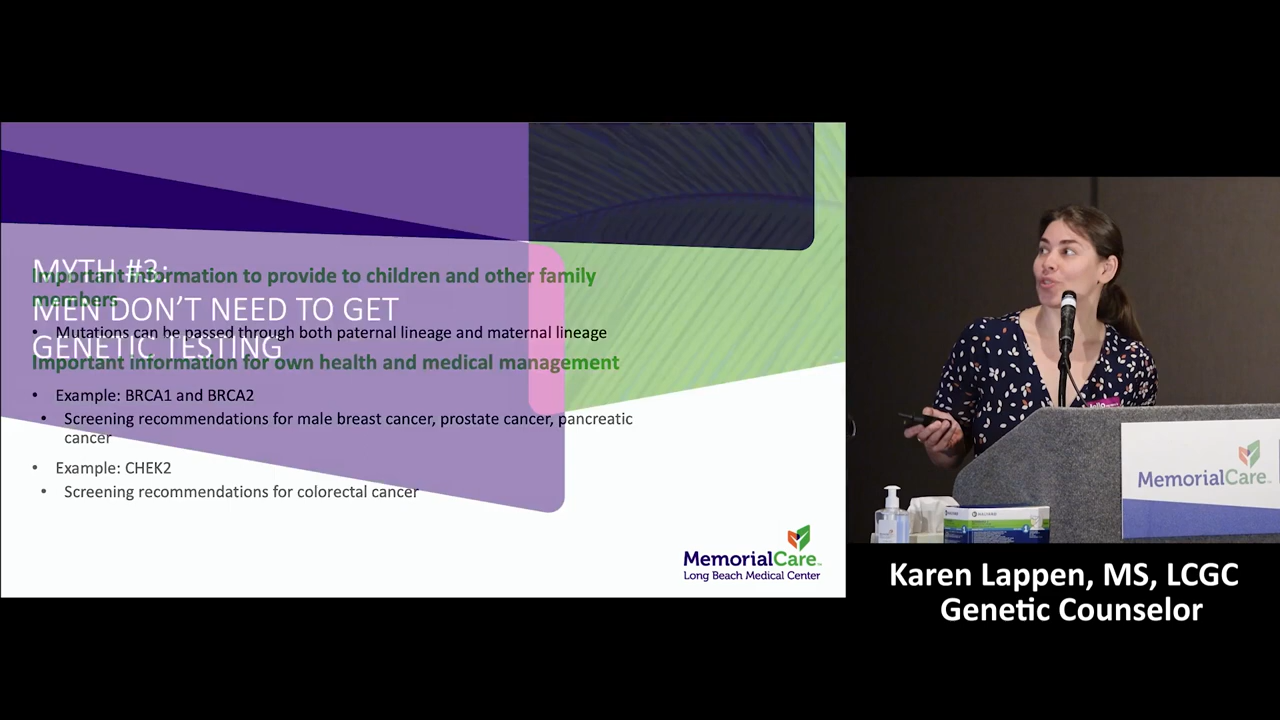 MYTH #3:
MEN DON'T NEED TO GET
GENETIC TESTING
Important information to provide to children and other family
members
• Mutations can be passed through both paternal lineage and maternal lineage
Important information for own health and medical management
• Example: BRCA1 and BRCA2
• Screening recommendations for male breast cancer, prostate cancer, pancreatic
cancer
• Example: CHEK2
• Screening recommendations for colorectal cancer
MemorialCare
Long Beach Medical Center
MemorialCare
Karen Lappen, MS, LCGC
Genetic Counselor